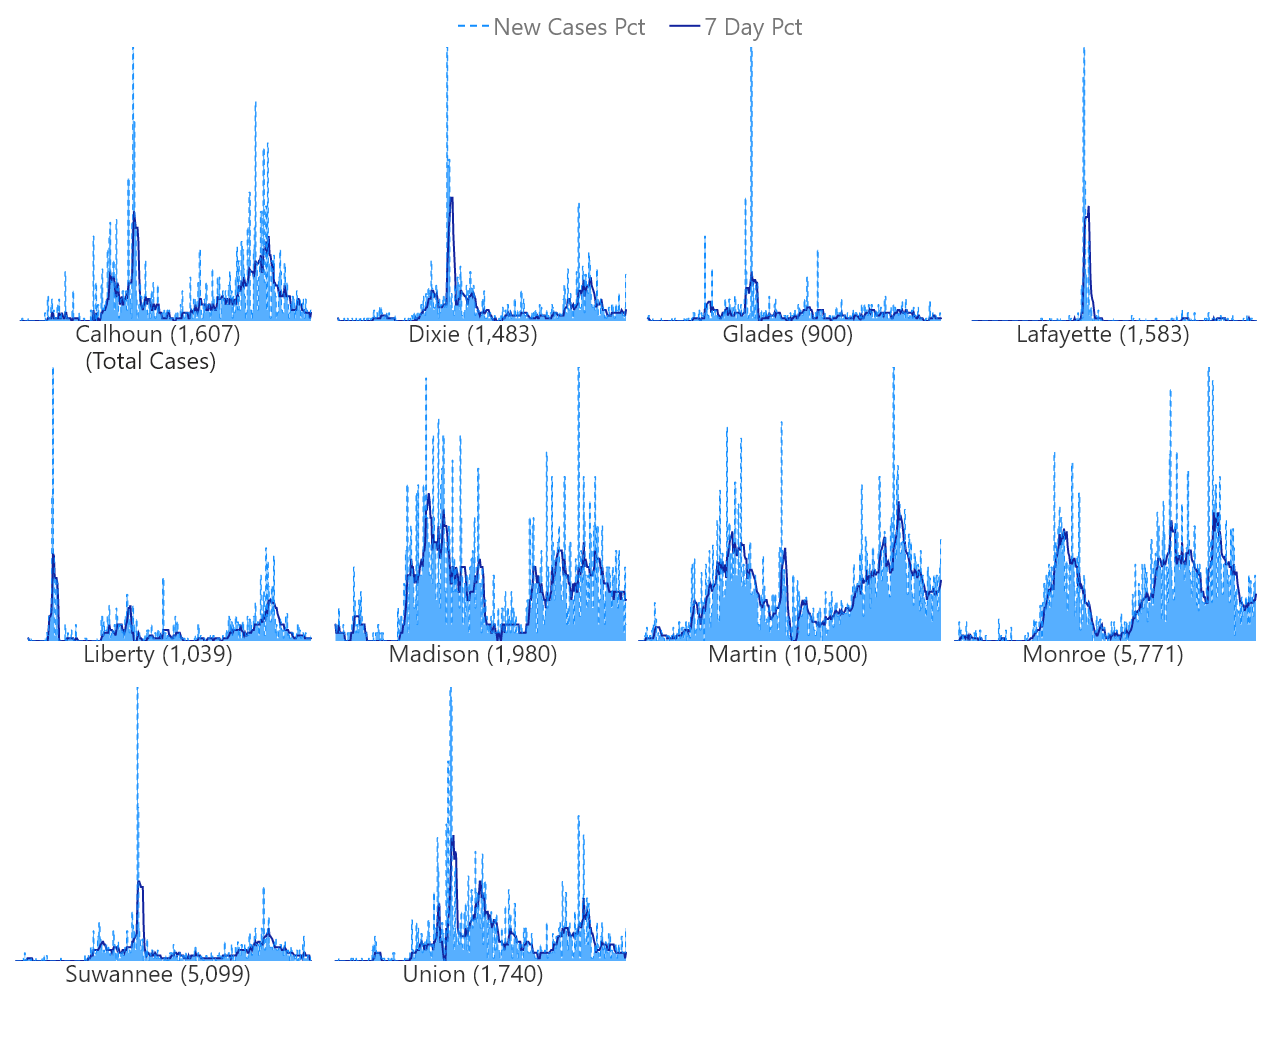 New Cases Pct 7 Day Pct
Calhoun (1,607) Dixie (1,483) Glades (900) Lafayette (1,583)
(Total Cases)
Liberty (1,039) Madison (1,980) Martin (10,500) Monroe (5,771)
Suwannee (5,099) Union (1,740)